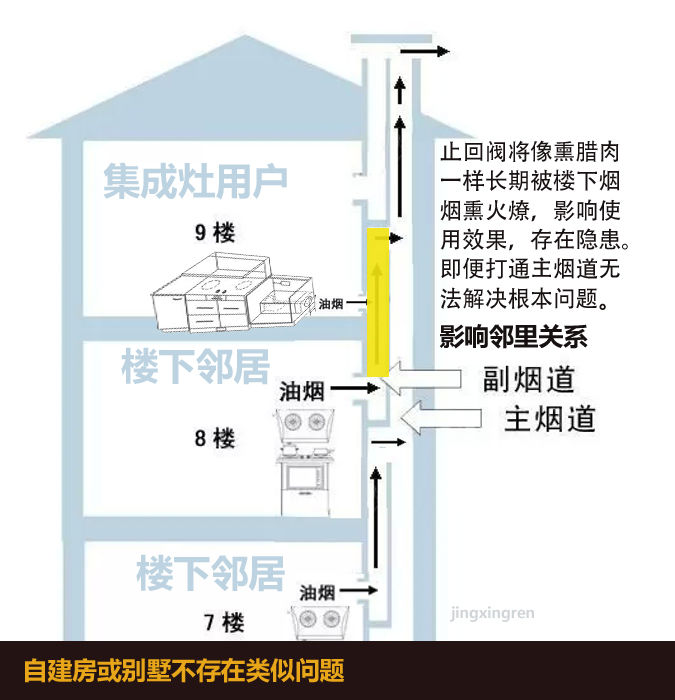 集成灶用户
9 楼
油烟
止回阀将像熏腊肉
一样长期被楼下烟
烟熏火燎，影响使
用效果，存在隐患。
即便打通主烟道无
法解决根本问题。
影响邻里关系
楼下邻居
油烟
8 楼
副烟道
主烟道
楼下邻居
油烟
7 楼
jingxingren
自建房或别墅不存在类似问题